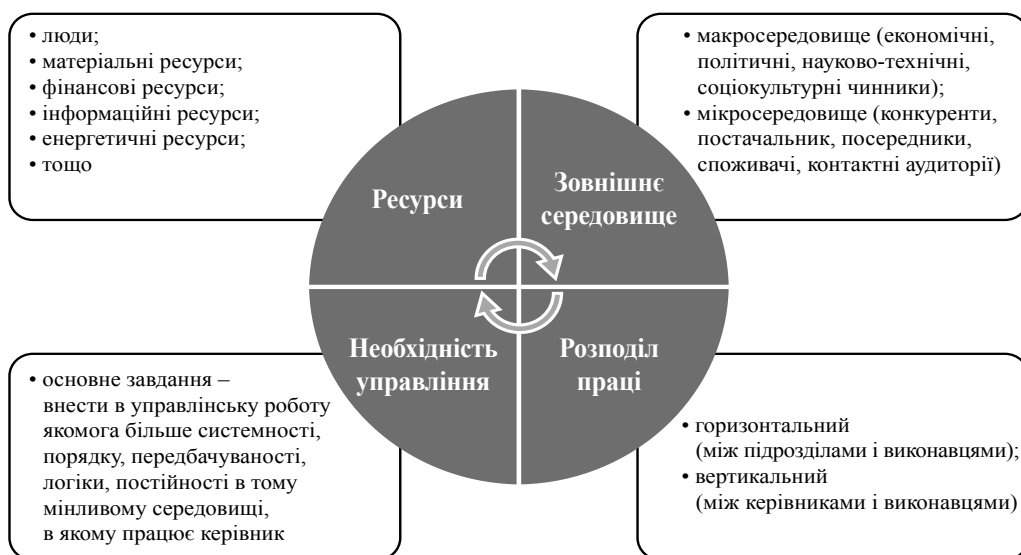 • люди;
• матеріальні ресурси;
• фінансові ресурси;
• інформаційні ресурси;
• енергетичні ресурси;
• тощо
• макросередовище (економічні,
політичні, науково-технічні,
соціокультурні чинники);
• мікросередовище (конкуренти,
постачальник, посередники,
споживачі, контактні аудиторії)
Ресурси
Зовнішнє
середовище
Необхідність
управління
Розподіл
праці
• основне завдання –
внести в управлінську роботу
якомога більше системності,
порядку, передбачуваності,
логіки, постійності в тому
мінливому середовищі,
в якому працює керівник
• горизонтальний
(між підрозділами і виконавцями);
• вертикальний
(між керівниками і виконавцями)